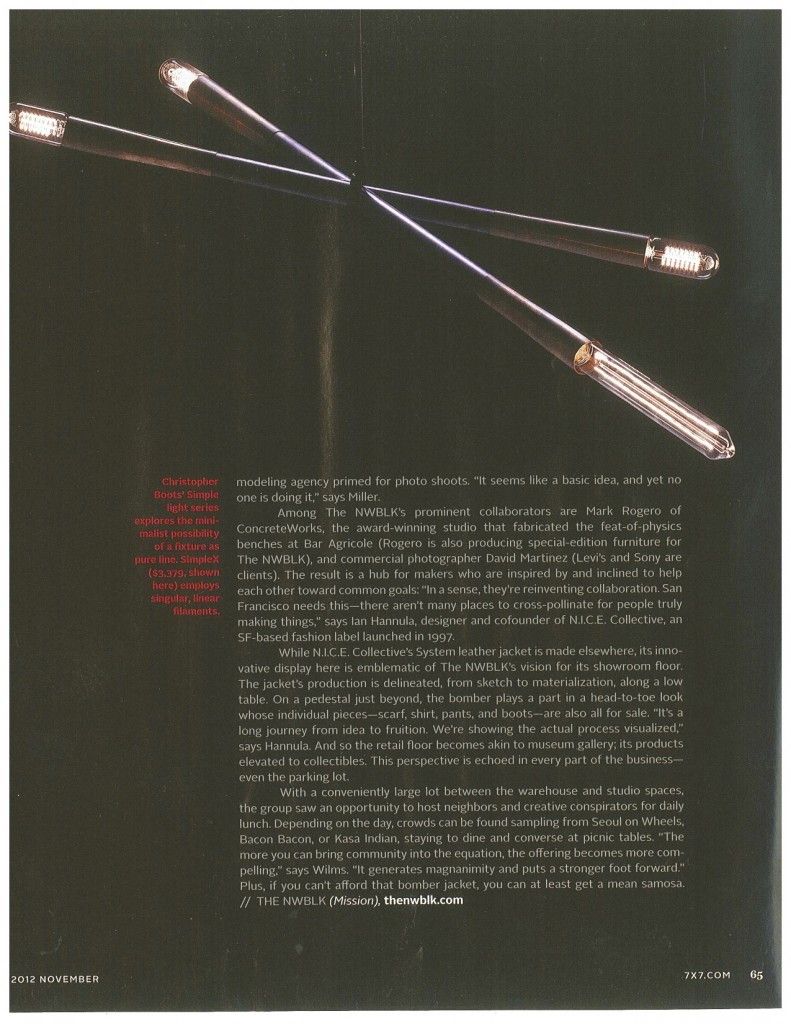 Christopher
Boots' Simple
light series
explores the mini-
malist possibility
of a fixture as
pure line. SimpleX
($3,379, shown
here) employs
singular, linear
filaments.
modeling agency primed for photo shoots. "It seems like a basic idea, and yet no
one is doing it," says Miller.
Among The NWBLK's prominent collaborators are Mark Rogero of
ConcreteWorks, the award-winning studio that fabricated the feat-of-physics
benches at Bar Agricole (Rogero is also producing special-edition furniture for
The NWBLK), and commercial photographer David Martinez (Levi's and Sony are
clients). The result is a hub for makers who are inspired by and inclined to help
each other toward common goals: "In a sense, they're reinventing collaboration. San
Francisco needs this—there aren't many places to cross-pollinate for people truly
making things," says Ian Hannula, designer and cofounder of N.I.C.E. Collective, an
SF-based fashion label launched in 1997.
While N.I.C.E. Collective's System leather jacket is made elsewhere, its inno-
vative display here is emblematic of The NWBLK's vision for its showroom floor.
The jacket's production is delineated, from sketch to materialization, along a low
table. On a pedestal just beyond, the bomber plays a part in a head-to-toe look
whose individual pieces—scarf, shirt, pants, and boots—are also all for sale. "It's a
long journey from idea to fruition. We're showing the actual process visualized,"
says Hannula. And so the retail floor becomes akin to museum gallery; its products
elevated to collectibles. This perspective is echoed in every part of the business—
even the parking lot.
With a conveniently large lot between the warehouse and studio spaces,
the group saw an opportunity to host neighbors and creative conspirators for daily
lunch. Depending on the day, crowds can be found sampling from Seoul on Wheels,
Bacon Bacon, or Kasa Indian, staying to dine and converse at picnic tables. "The
more you can bring community into the equation, the offering becomes more com-
pelling," says Wilms. "It generates magnanimity and puts a stronger foot forward."
Plus, if you can't afford that bomber jacket, you can at least get a mean samosa.
// THE NWBLK (Mission), thenwblk.com
2012 NOVEMBER
7X7.COM 65